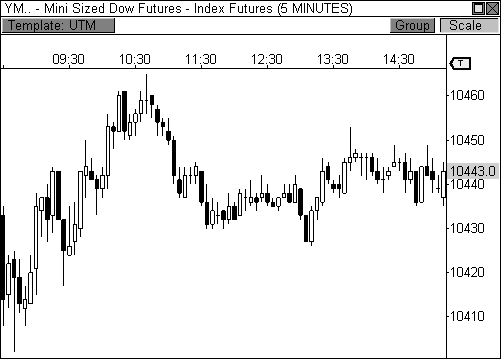 YM.. - Mini Sized Dow Futures - Index Futures (5 MINUTES)
Template: UTM Group Scale
09:30 10:30 11:30 12:30 13:30 14:30
T
10460
10450
10443.0
10440
10430
10420
10410